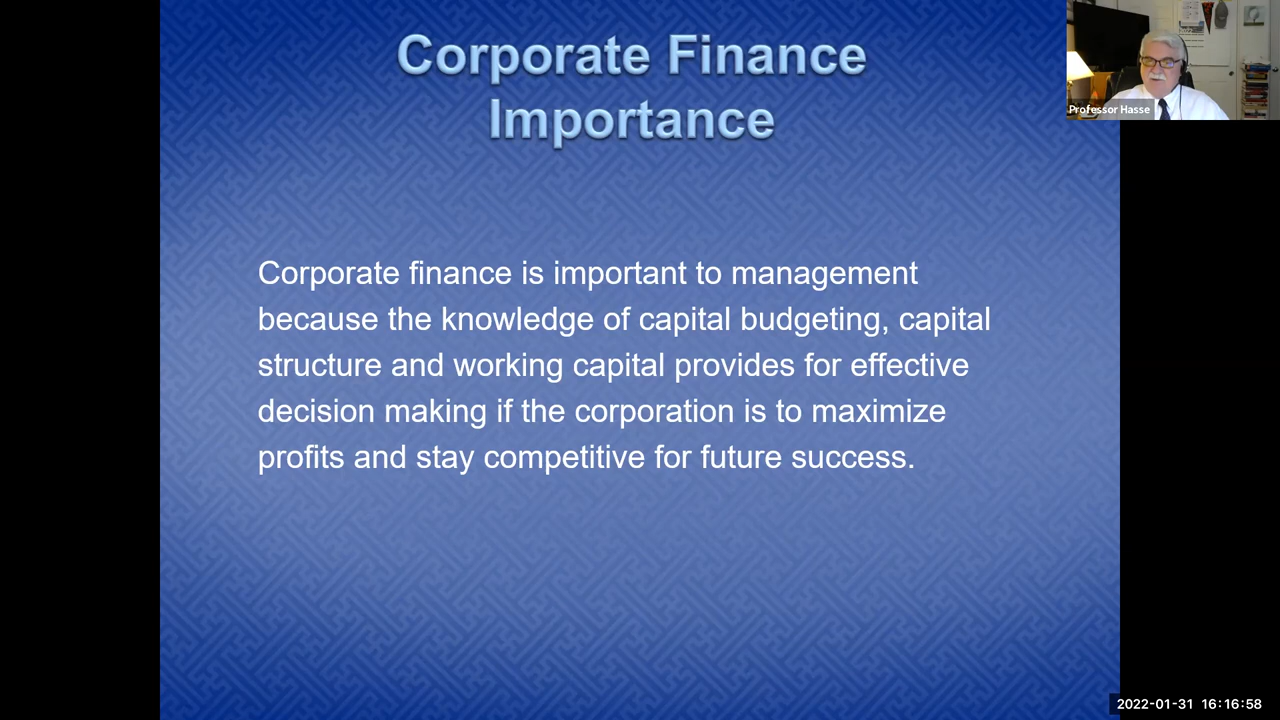 Corporate Finance
Importance
Professor Hasse
Corporate finance is important to management
because the knowledge of capital budgeting, capital
structure and working capital provides for effective
decision making if the corporation is to maximize
profits and stay competitive for future success.
2022-01-31 16:16:58